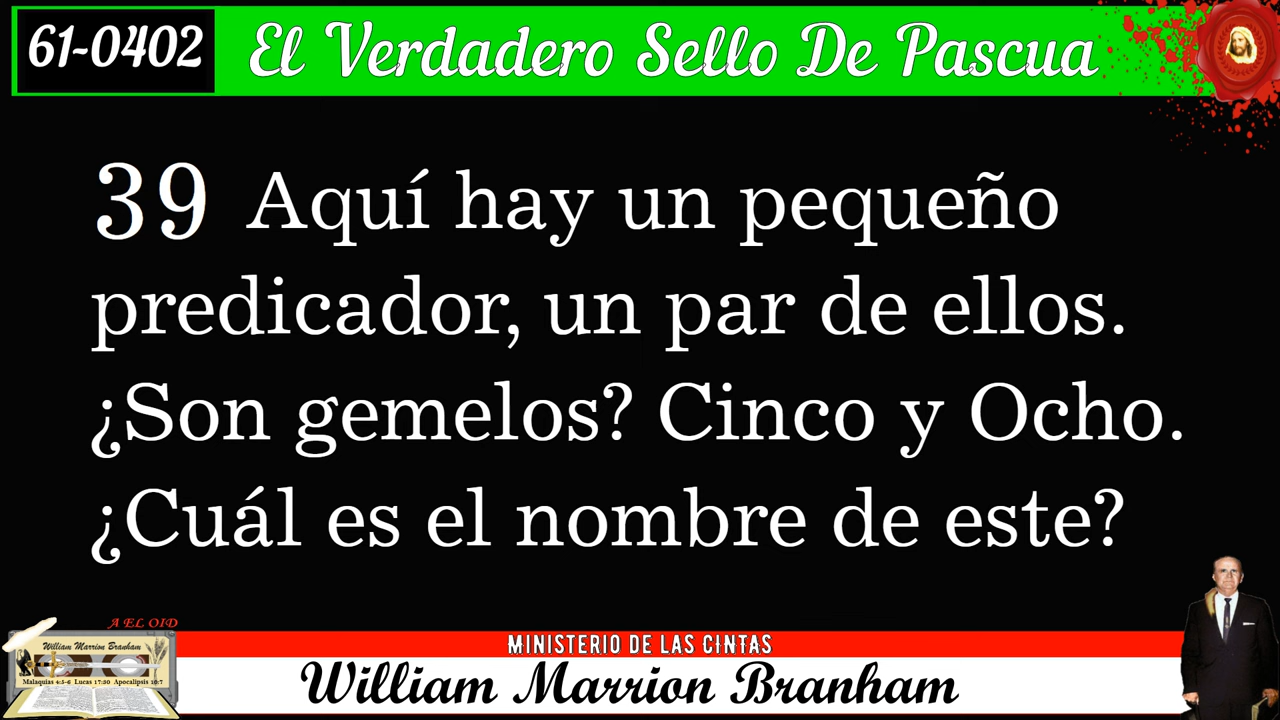 61-0402 El Verdadero Sello De Pascua
39 Aquí hay un pequeño
predicador, un par de ellos.
¿Son gemelos? Cinco y Ocho.
¿Cuál es el nombre de este?
A EL OID
William Marrion Branham
Malaquias 4:5-6 Lucas 17:30 Apocalipsis 10:7
MINISTERIO DE LAS CINTAS
William Marrion Branham